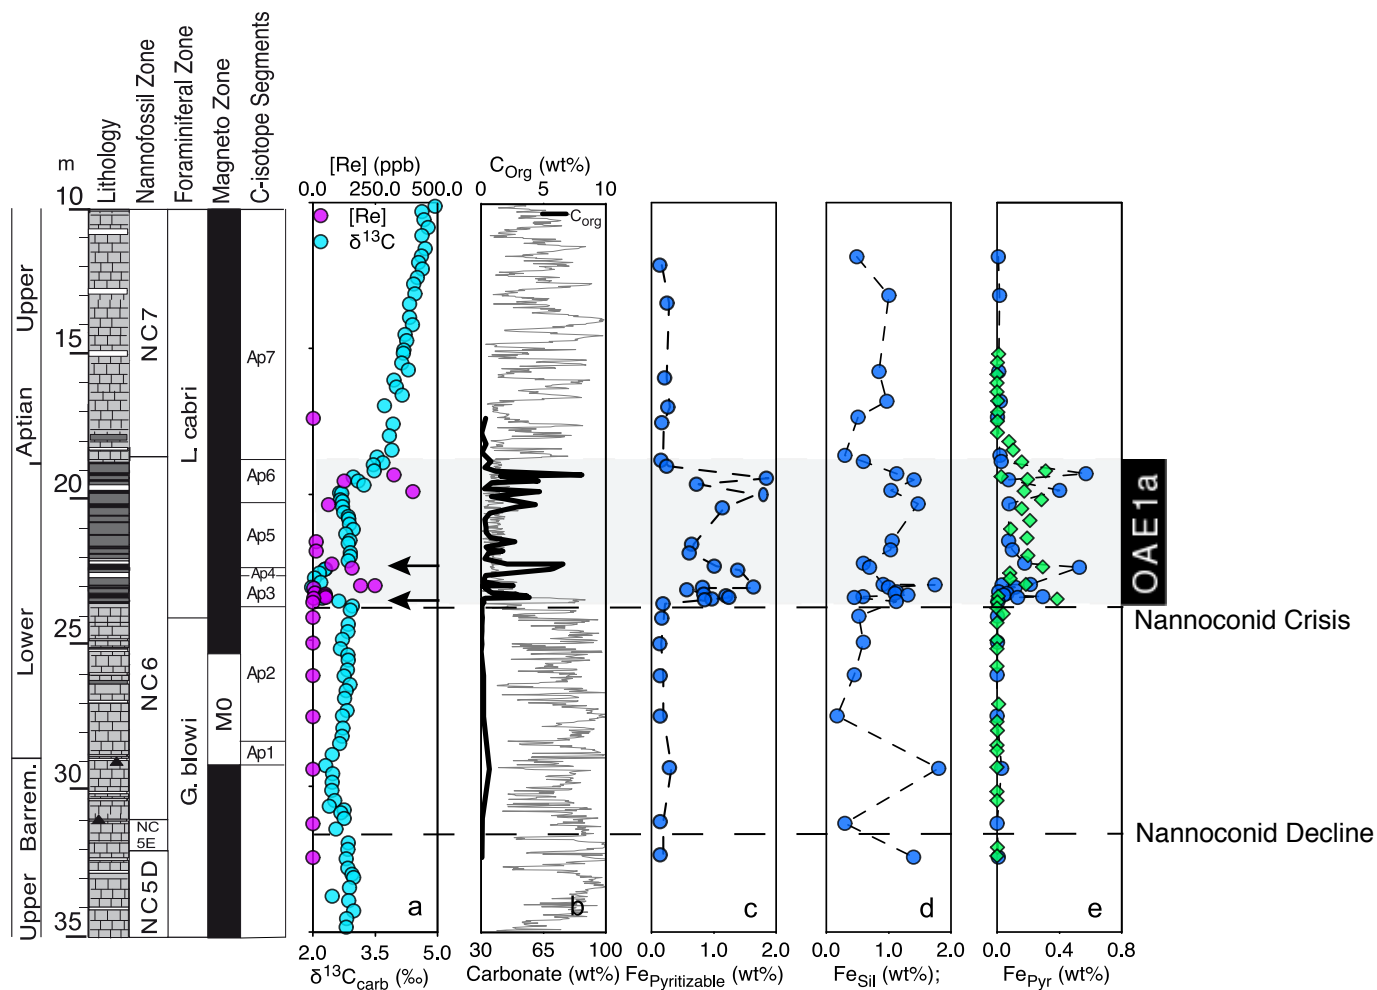 Lithology
Nannofossil Zone
Foraminiferal Zone
Magneto Zone
C-isotope Segments
m
10
15
20
25
30
35
Upper
Aptian
Lower
Barrem.
Upper
NC7
NC6
NC
5E
NC5D
L. cabri
G. blowi
M0
Ap7
Ap6
Ap5
Ap4
Ap3
Ap2
Ap1
[Re] (ppb)
0.0 250.0 500.0
[Re]
δ13C
a
2.0 3.5 5.0
δ13Ccarb (‰)
COrg (wt%)
0 5 10
Corg
b
30 65 100
Carbonate (wt%)
c
0.0 1.0 2.0
FePyritizable (wt%)
d
0.0 1.0 2.0
FeSil (wt%);
e
0.0 0.4 0.8
FePyr (wt%)
OAE1a
Nannoconid Crisis
Nannoconid Decline